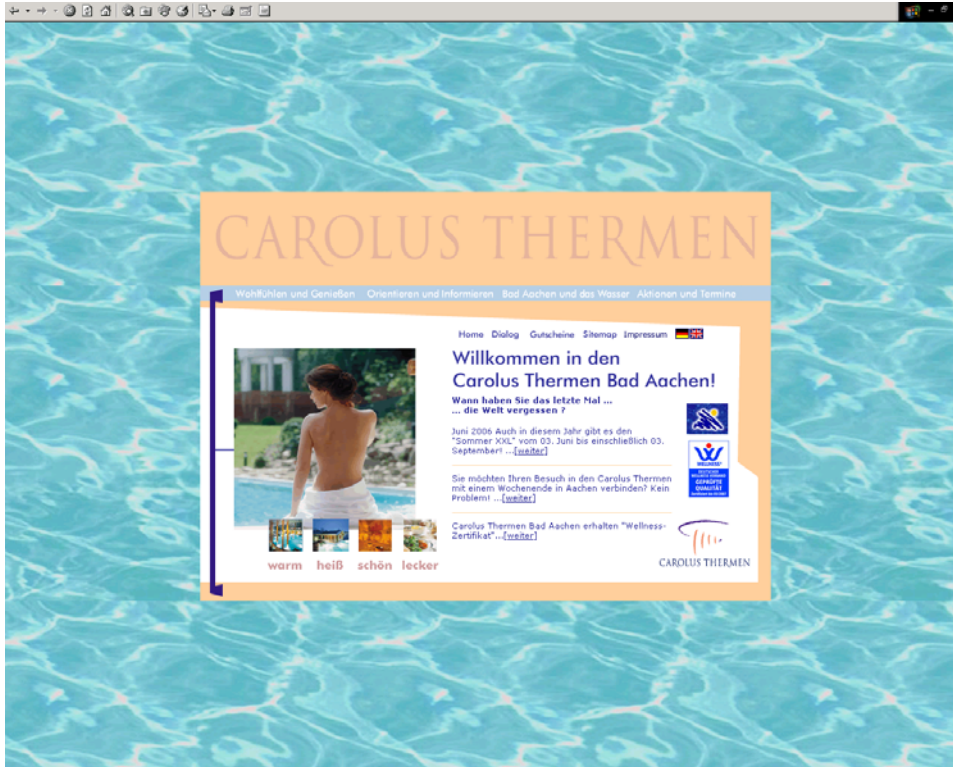 CAROLUS THERMEN
Wohlfühlen und Genießen Orientieren und Informieren Bad Aachen und das Wasser Aktionen und Termine
Home Dialog Gutscheine Sitemap Impressum
Willkommen in den
Carolus Thermen Bad Aachen!
Wann haben Sie das letzte Mal ...
... die Welt vergessen ?
Juni 2006 Auch in diesem Jahr gibt es den
"Sommer XXL" vom 03. Juni bis einschließlich 03.
September! ...[weiter]
Sie möchten Ihren Besuch in den Carolus Thermen
mit einem Wochenende in Aachen verbinden? Kein
Problem! ...[weiter]
Carolus Thermen Bad Aachen erhalten "Wellness-
Zertifikat"...[weiter]
WELLNESS
DEUTSCHER
GEPRÜFTE
QUALITÄT
CAROLUS THERMEN
warm heiß schön lecker